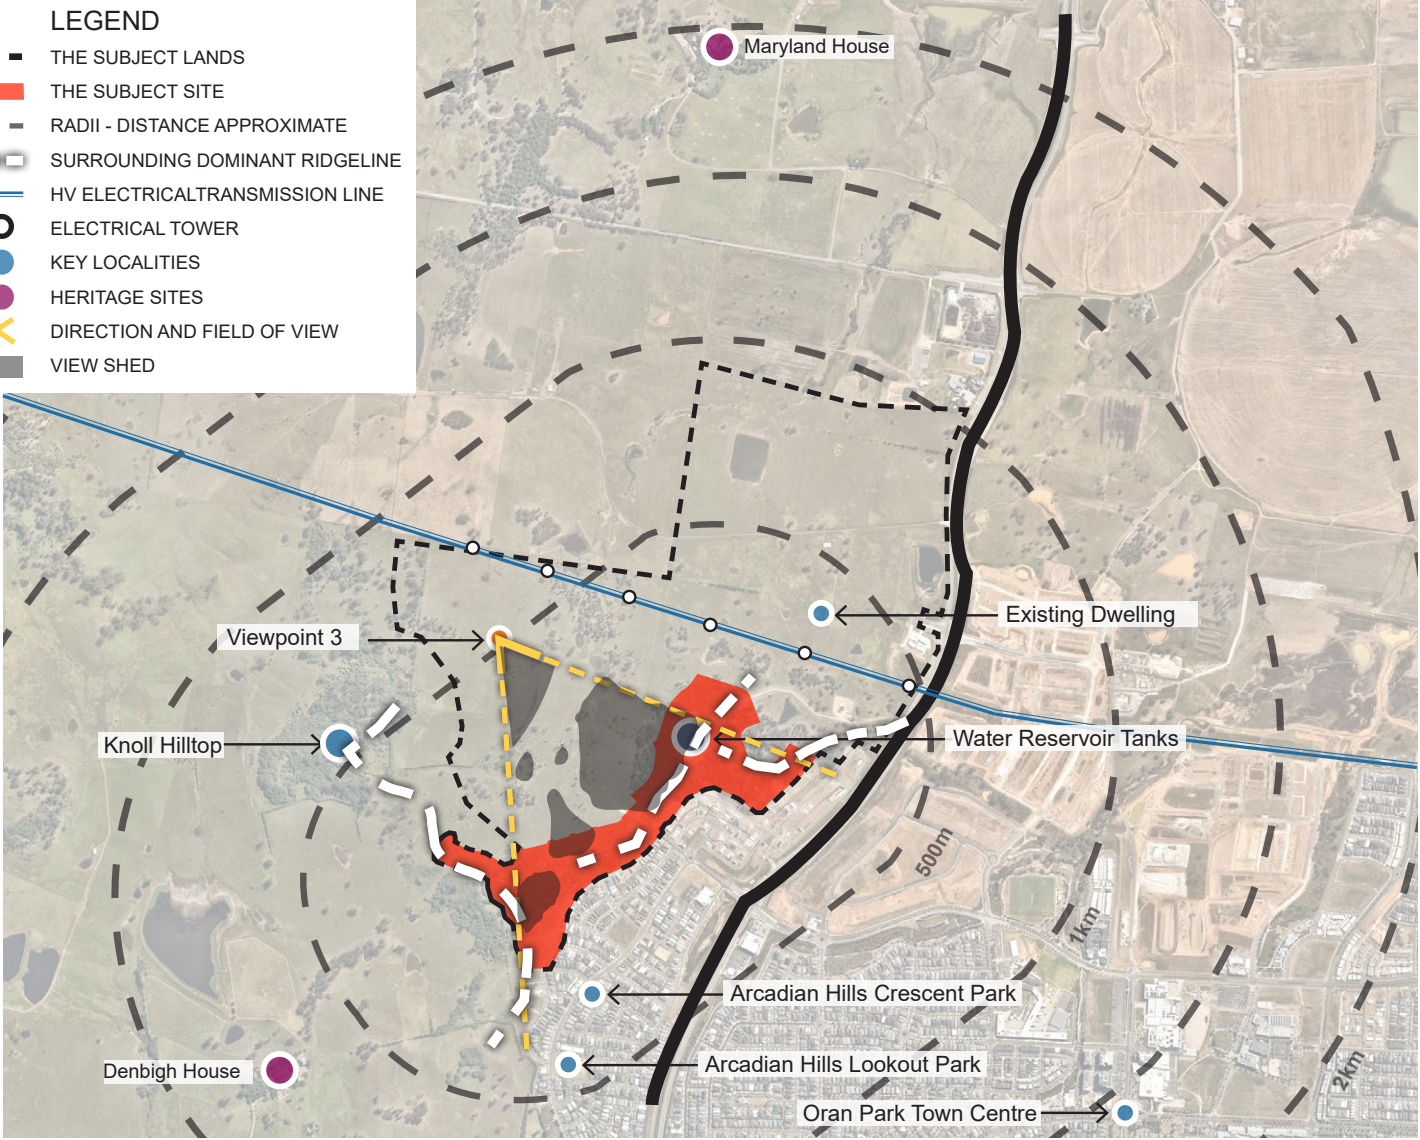 LEGEND
THE SUBJECT LANDS
THE SUBJECT SITE
RADII - DISTANCE APPROXIMATE
SURROUNDING DOMINANT RIDGELINE
HV ELECTRICALTRANSMISSION LINE
ELECTRICAL TOWER
KEY LOCALITIES
HERITAGE SITES
DIRECTION AND FIELD OF VIEW
VIEW SHED
Maryland House
Existing Dwelling
Viewpoint 3
Knoll Hilltop
Water Reservoir Tanks
500m
1km
Arcadian Hills Crescent Park
Arcadian Hills Lookout Park
Denbigh House
2km
Oran Park Town Centre